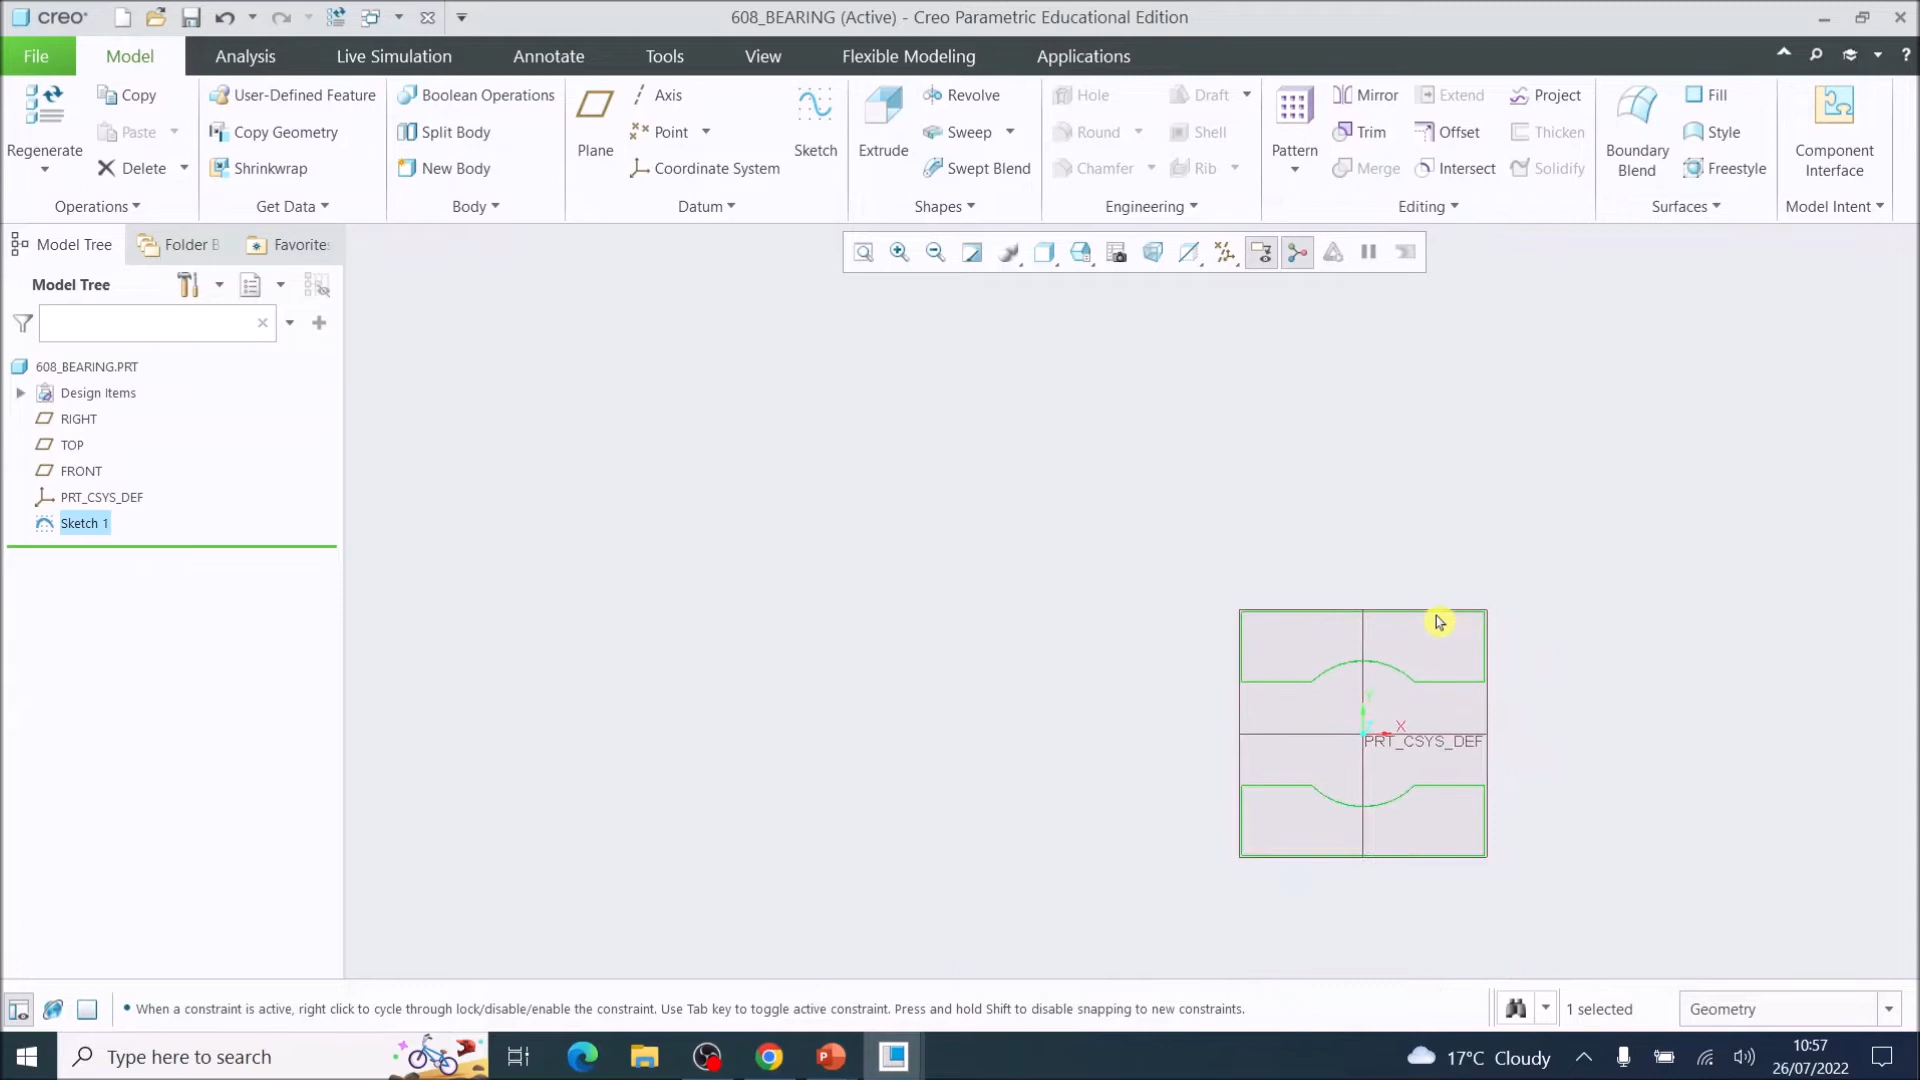 creo°
608_BEARING (Active) - Creo Parametric Educational Edition
File
Model
Analysis
Live Simulation
Annotate
Tools
View
Flexible Modeling
Applications
?
Regenerate
Copy
Paste
Delete
Operations
User-Defined Feature
Copy Geometry
Shrinkwrap
Get Data
Boolean Operations
Split Body
New Body
Body
Plane
Axis
Point
Coordinate System
Sketch
Datum
Extrude
Revolve
Sweep
Swept Blend
Shapes
Hole
Round
Chamfer
Draft
Shell
Rib
Engineering
Pattern
Mirror
Trim
Merge
Extend
Offset
Intersect
Project
Thicken
Solidify
Editing
Boundary
Blend
Fill
Style
Freestyle
Surfaces
Component
Interface
Model Intent
Model Tree
Folder B
Favorites
Model Tree
608_BEARING.PRT
Design Items
RIGHT
TOP
FRONT
PRT_CSYS_DEF
Sketch 1
Y
X
PRT_CSYS_DEF
When a constraint is active, right click to cycle through lock/disable/enable the constraint. Use Tab key to toggle active constraint. Press and hold Shift to disable snapping to new constraints.
1 selected
Geometry
Type here to search
17°C Cloudy
10:57
26/07/2022